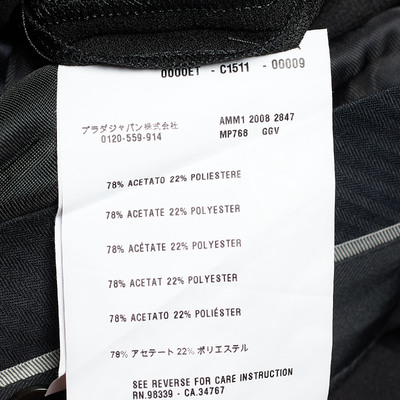 0000ET - C1511 - 00009
プラダジャパン株式会社 AMM1 2008 2847
0120-559-914 MP768 GGV
78% ACETATO 22% POLIESTERE
78% ACETATE 22% POLYESTER
78% ACÉTATE 22% POLYESTER
78% ACETAT 22% POLYESTER
78% ACETATO 22% POLIÉSTER
78% アセテート 22% ポリエステル
SEE REVERSE FOR CARE INSTRUCTION
RN.98339 - CA.34767